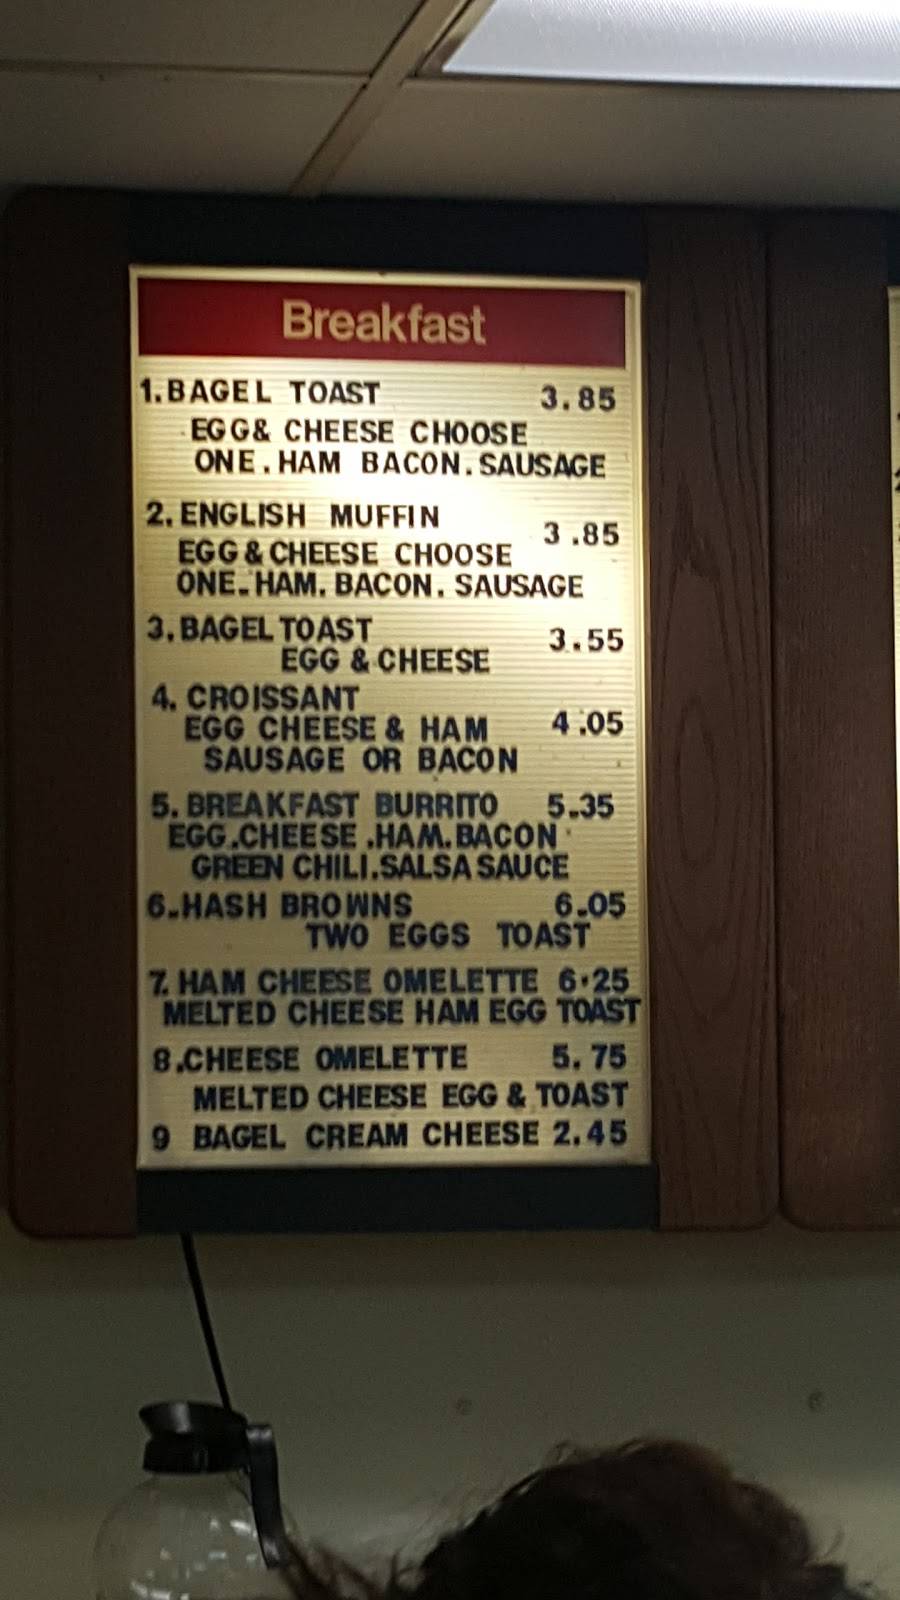 Breakfast
1. BAGEL TOAST 3.85
EGG& CHEESE CHOOSE
ONE. HAM BACON. SAUSAGE
2. ENGLISH MUFFIN 3.85
EGG & CHEESE CHOOSE
ONE. HAM. BACON. SAUSAGE
3. BAGEL TOAST 3.55
EGG & CHEESE
4. CROISSANT
EGG CHEESE & HAM 4.05
SAUSAGE OR BACON
5. BREAKFAST BURRITO 5.35
EGG.CHEESE .HAM.BACON
GREEN CHILI.SALSA SAUCE
6.HASH BROWNS 6.05
TWO EGGS TOAST
7. HAM CHEESE OMELETTE 6.25
MELTED CHEESE HAM EGG TOAST
8.CHEESE OMELETTE 5.75
MELTED CHEESE EGG & TOAST
9 BAGEL CREAM CHEESE 2.45